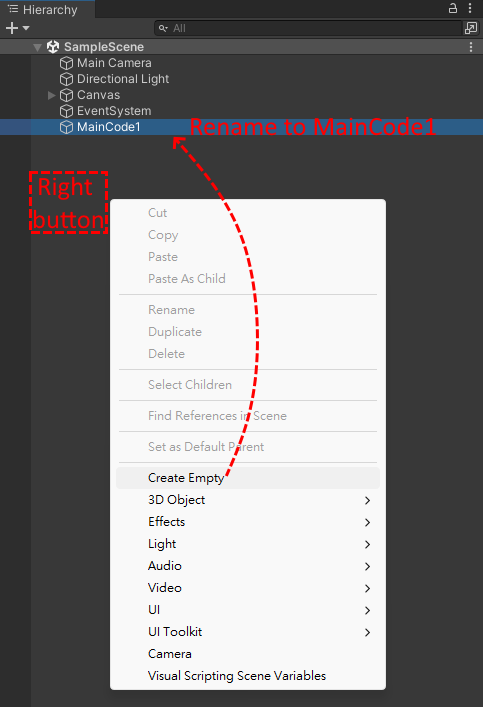 Hierarchy
All
SampleScene
Main Camera
Directional Light
Canvas
EventSystem
MainCode1
Rename to MainCode1
Right
button
Cut
Copy
Paste
Paste As Child
Rename
Duplicate
Delete
Select Children
Find References in Scene
Set as Default Parent
Create Empty
3D Object
Effects
Light
Audio
Video
UI
UI Toolkit
Camera
Visual Scripting Scene Variables